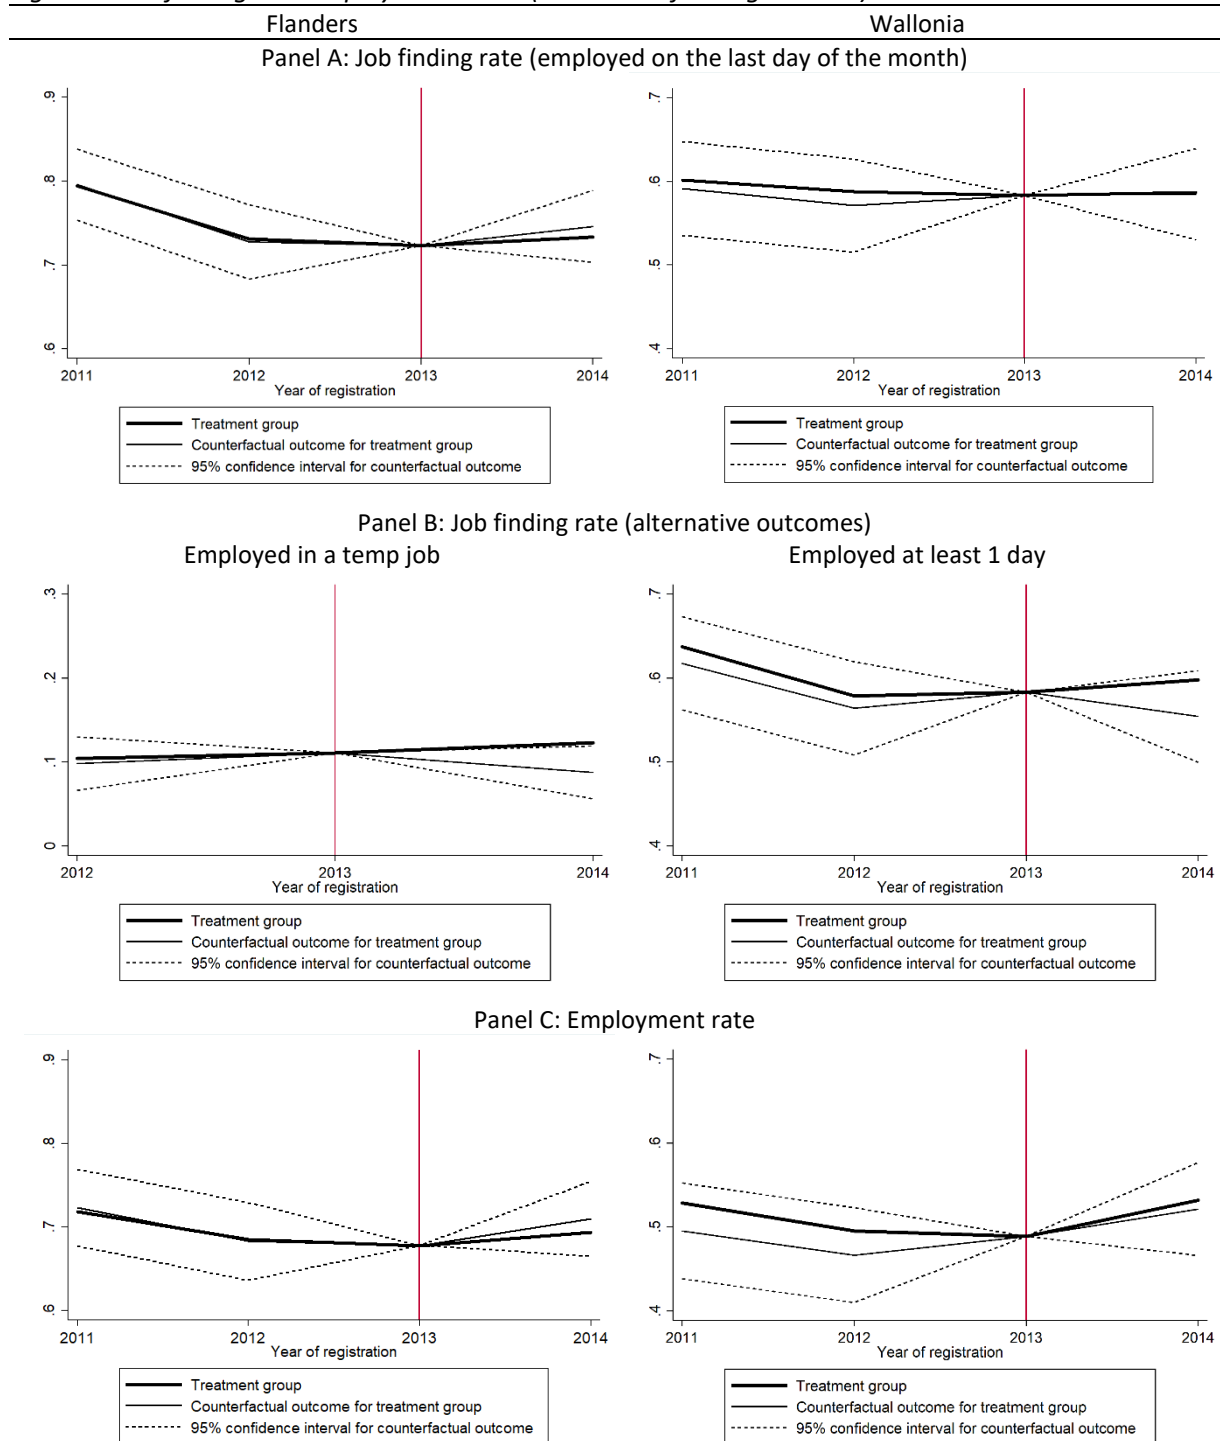 Flanders Wallonia
Panel A: Job finding rate (employed on the last day of the month)
.9
.8
.7
.6
2011 2012 2013 2014
Year of registration
Treatment group
Counterfactual outcome for treatment group
95% confidence interval for counterfactual outcome
.7
.6
.5
.4
2011 2012 2013 2014
Year of registration
Treatment group
Counterfactual outcome for treatment group
95% confidence interval for counterfactual outcome
Panel B: Job finding rate (alternative outcomes)
Employed in a temp job
.3
.2
.1
0
2012 2013 2014
Year of registration
Treatment group
Counterfactual outcome for treatment group
95% confidence interval for counterfactual outcome
Employed at least 1 day
.7
.6
.5
.4
2011 2012 2013 2014
Year of registration
Treatment group
Counterfactual outcome for treatment group
95% confidence interval for counterfactual outcome
Panel C: Employment rate
.9
.8
.7
.6
2011 2012 2013 2014
Year of registration
Treatment group
Counterfactual outcome for treatment group
95% confidence interval for counterfactual outcome
.7
.6
.5
.4
2011 2012 2013 2014
Year of registration
Treatment group
Counterfactual outcome for treatment group
95% confidence interval for counterfactual outcome